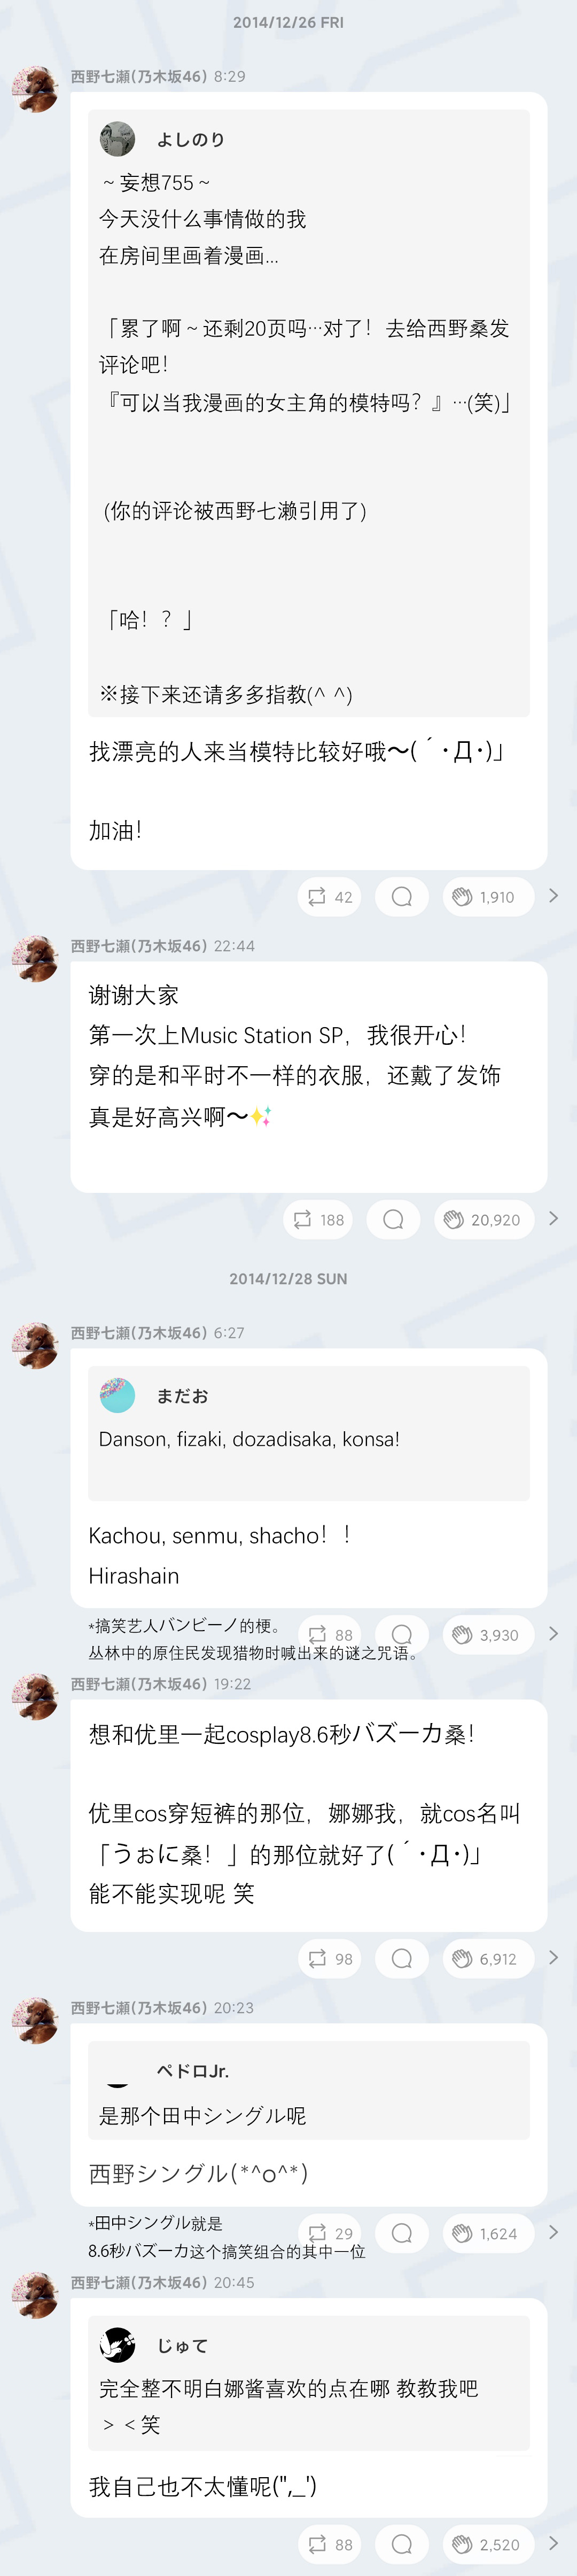 2014/12/26 FRI
西野七瀬(乃木坂46) 8:29
よしのり
～妄想755～
今天没什么事情做的我
在房间里画着漫画...
「累了啊～还剩20页吗…对了！去给西野桑发
评论吧！
『可以当我漫画的女主角的模特吗？』…(笑)」
(你的评论被西野七濑引用了)
「哈！？」
※接下来还请多多指教(^ ^)
找漂亮的人来当模特比较好哦〜(´・Д・)」
加油！
42
1,910
西野七瀬(乃木坂46) 22:44
谢谢大家
第一次上Music Station SP，我很开心！
穿的是和平时不一样的衣服，还戴了发饰
真是好高兴啊〜✨
188
20,920
2014/12/28 SUN
西野七瀬(乃木坂46) 6:27
まだお
Danson, fizaki, dozadisaka, konsa!
Kachou, senmu, shacho！！
Hirashain
*搞笑艺人バンビーノ的梗。
丛林中的原住民发现猎物时喊出来的谜之咒语。
88
3,930
西野七瀬(乃木坂46) 19:22
想和优里一起cosplay8.6秒バズーカ桑！
优里cos穿短裤的那位，娜娜我，就cos名叫
「うぉに桑！」的那位就好了(´・Д・)」
能不能实现呢 笑
98
6,912
西野七瀬(乃木坂46) 20:23
ペドロJr.
是那个田中シングル呢
西野シングル(*^o^*)
*田中シングル就是
8.6秒バズーカ这个搞笑组合的其中一位
29
1,624
西野七瀬(乃木坂46) 20:45
じゅて
完全整不明白娜酱喜欢的点在哪 教教我吧
＞＜笑
我自己也不太懂呢(",_')
88
2,520